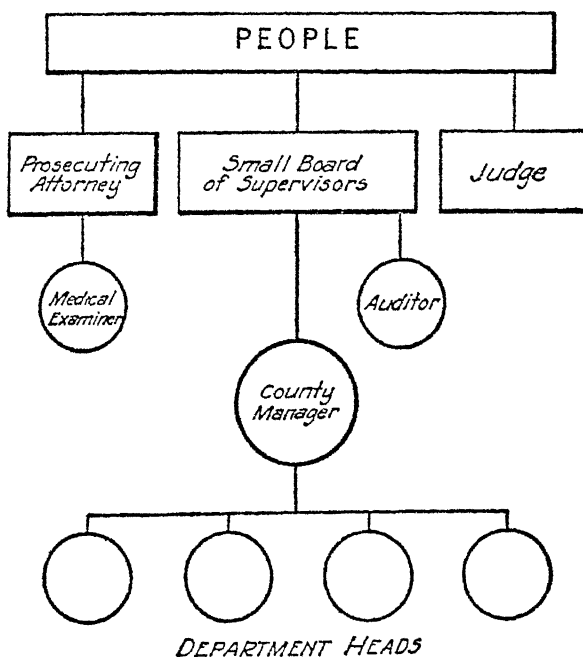 PEOPLE
Prosecuting
Attorney
Small Board
of Supervisors
Judge
Medical
Examiner
Auditor
County
Manager
DEPARTMENT HEADS